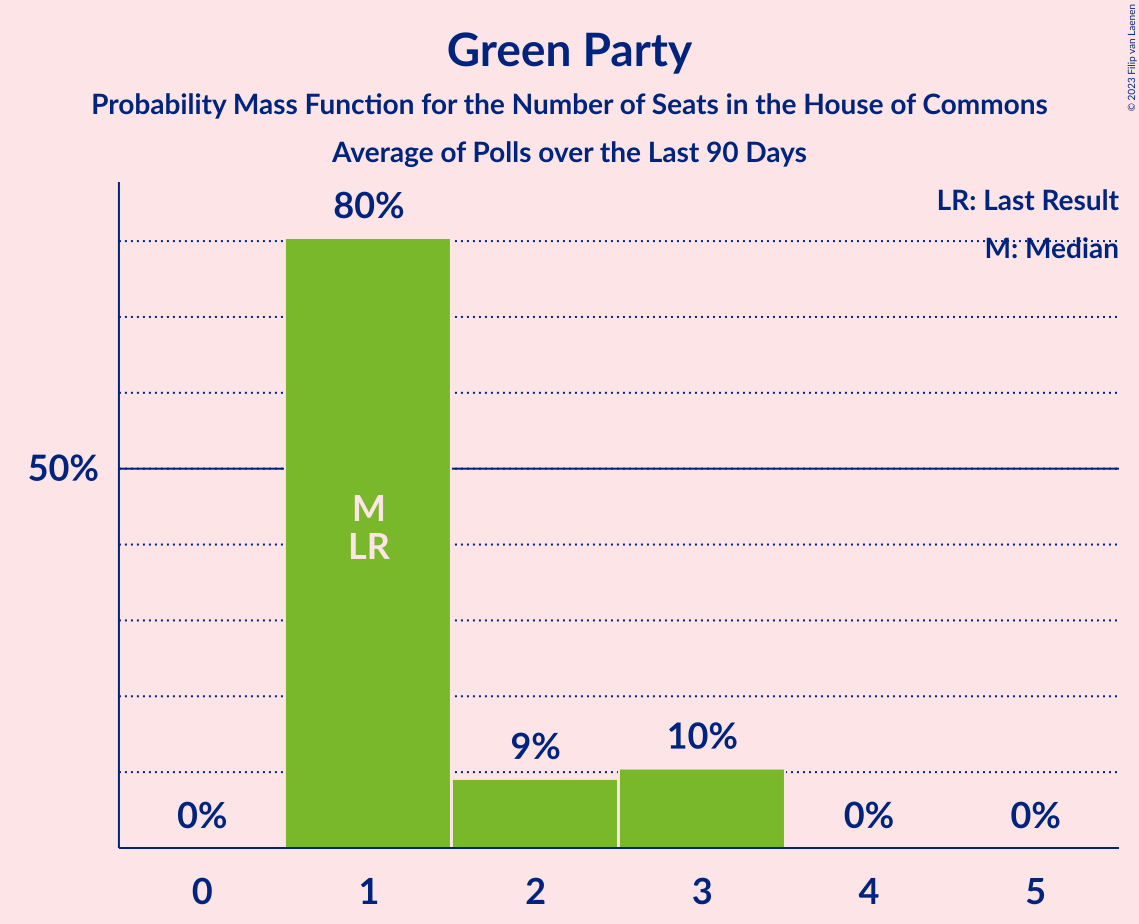 Green Party
Probability Mass Function for the Number of Seats in the House of Commons
Average of Polls over the Last 90 Days
© 2023 Filip van Laenen
LR: Last Result
M: Median
80%
50%
M
LR
9%
10%
0%
0%
0%
0
1
2
3
4
5